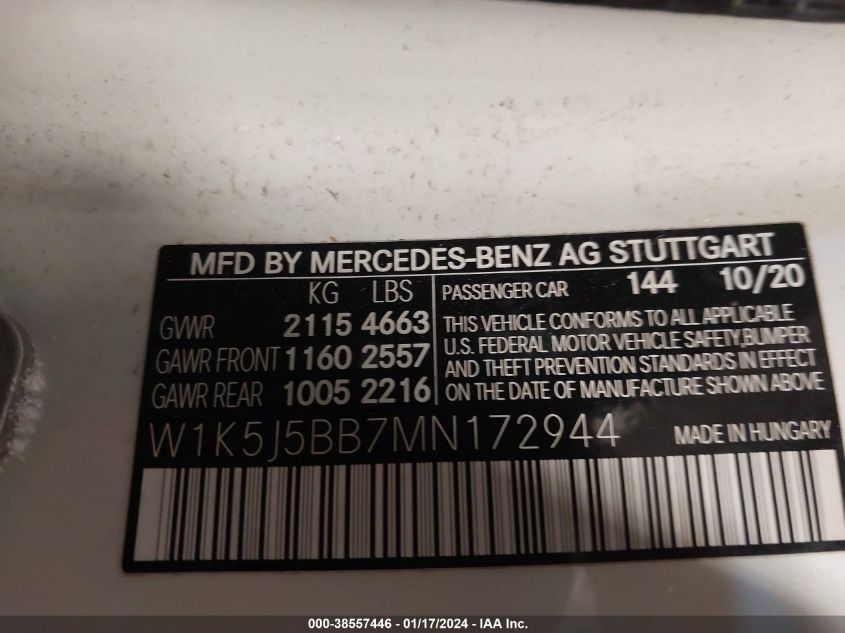 MFD BY MERCEDES-BENZ AG STUTTGART
KG LBS
GVWR 2115 4663
GAWR FRONT 1160 2557
GAWR REAR 1005 2216
PASSENGER CAR 144 10/20
THIS VEHICLE CONFORMS TO ALL APPLICABLE
U.S. FEDERAL MOTOR VEHICLE SAFETY,BUMPER
AND THEFT PREVENTION STANDARDS IN EFFECT
ON THE DATE OF MANUFACTURE SHOWN ABOVE
W1K5J5BB7MN172944 MADE IN HUNGARY
000-38557446 - 01/17/2024 - IAA Inc.